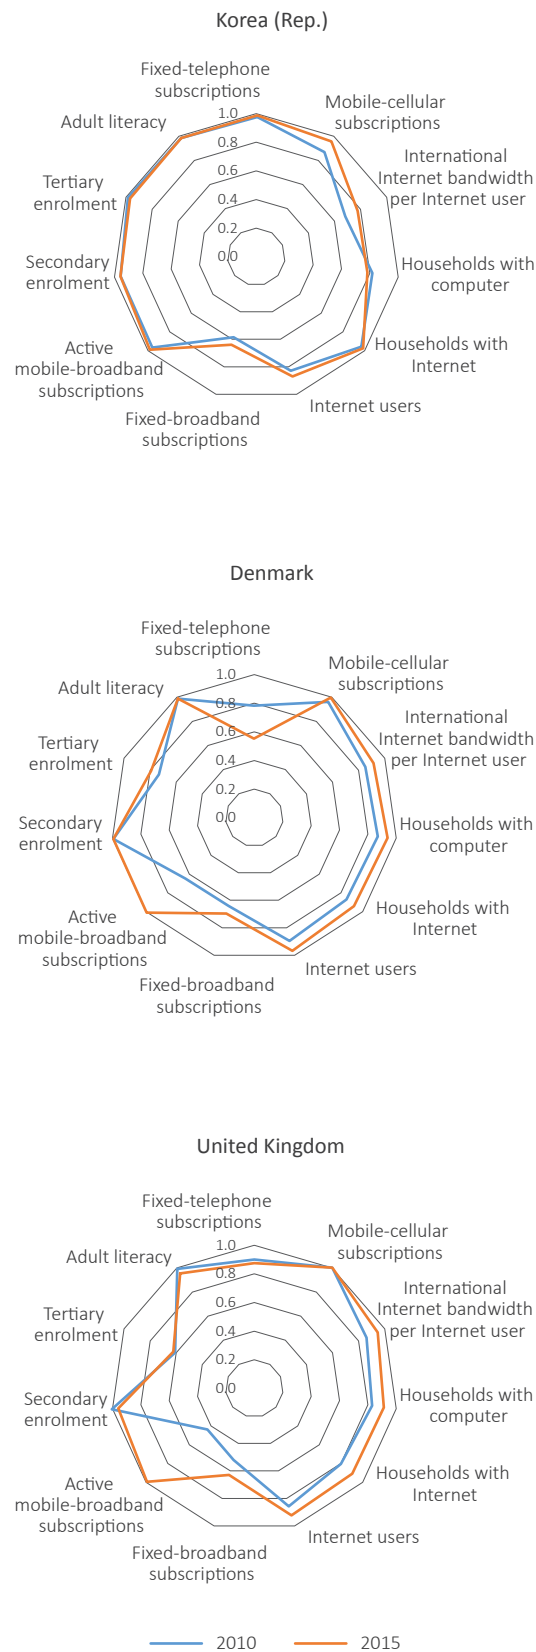 Korea (Rep.)
Fixed-telephone
subscriptions
Mobile-cellular
subscriptions
International
Internet bandwidth
per Internet user
Households with
computer
Households with
Internet
Internet users
Fixed-broadband
subscriptions
Active
mobile-broadband
subscriptions
Secondary
enrolment
Tertiary
enrolment
Adult literacy
1.0
0.8
0.6
0.4
0.2
0.0
Denmark
Fixed-telephone
subscriptions
Mobile-cellular
subscriptions
International
Internet bandwidth
per Internet user
Households with
computer
Households with
Internet
Internet users
Fixed-broadband
subscriptions
Active
mobile-broadband
subscriptions
Secondary
enrolment
Tertiary
enrolment
Adult literacy
1.0
0.8
0.6
0.4
0.2
0.0
United Kingdom
Fixed-telephone
subscriptions
Mobile-cellular
subscriptions
International
Internet bandwidth
per Internet user
Households with
computer
Households with
Internet
Internet users
Fixed-broadband
subscriptions
Active
mobile-broadband
subscriptions
Secondary
enrolment
Tertiary
enrolment
Adult literacy
1.0
0.8
0.6
0.4
0.2
0.0
2010 2015